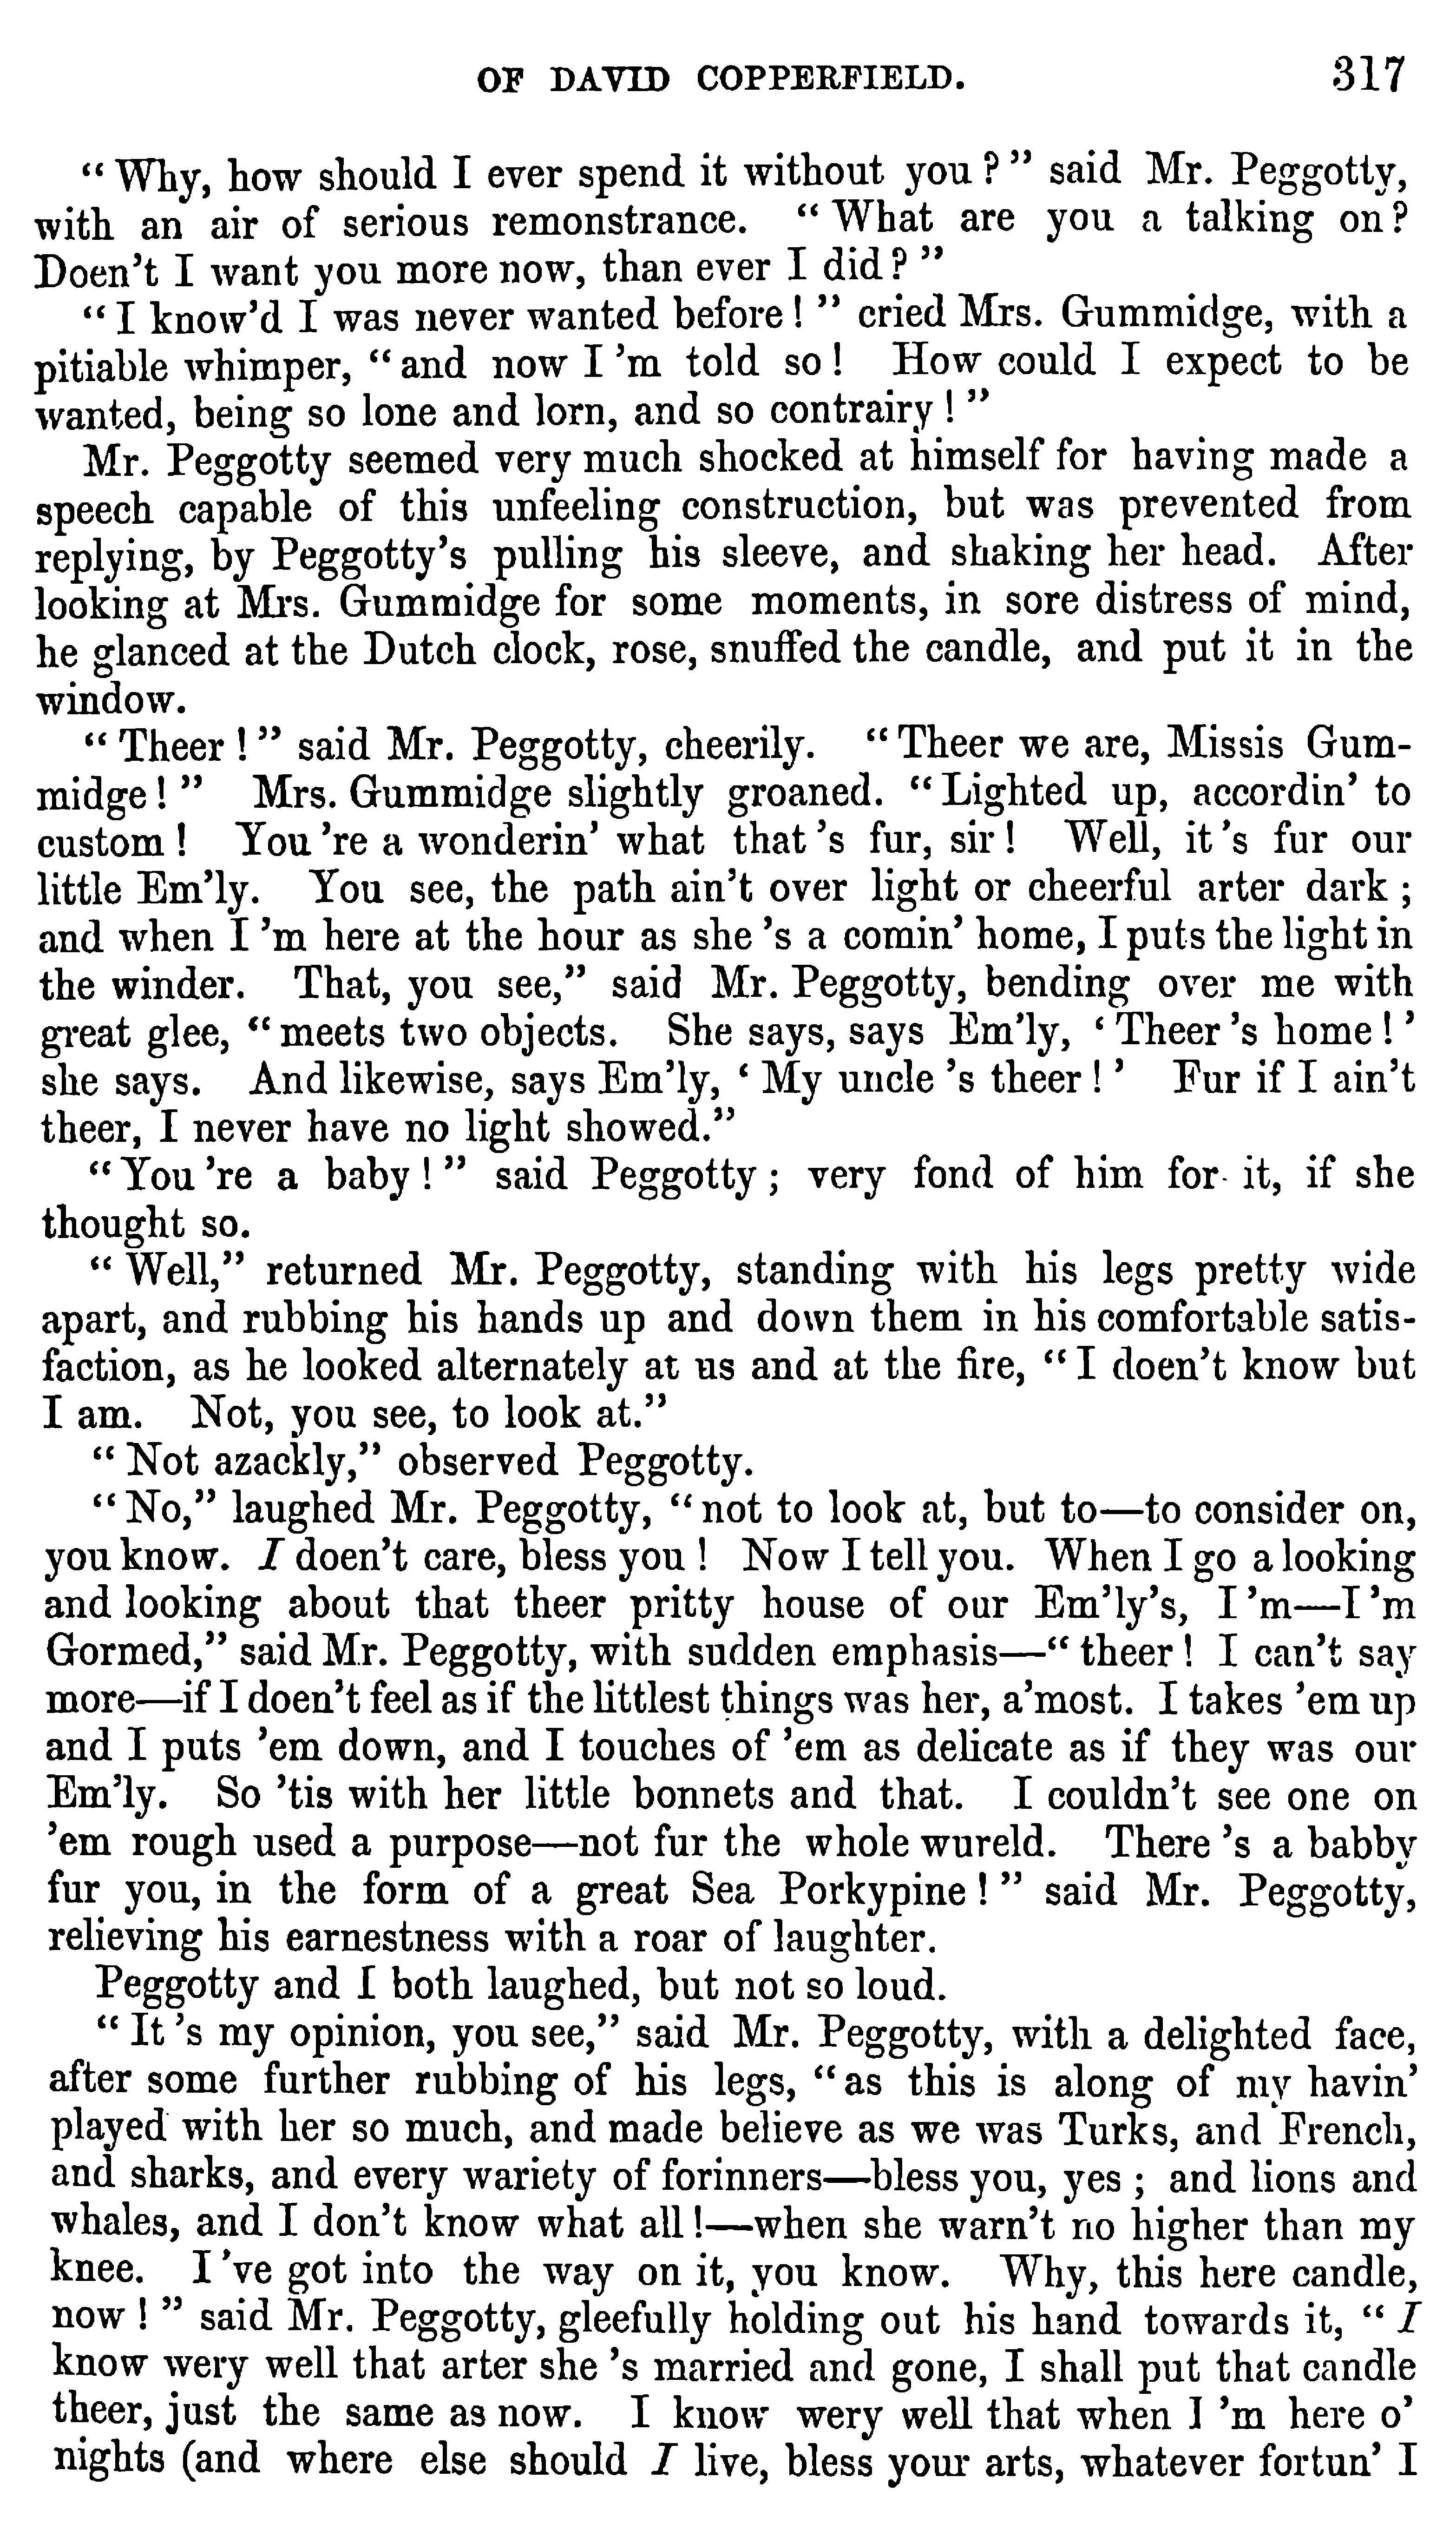 OF DAVID COPPERFIELD. 317
“Why, how should I ever spend it without you?” said Mr. Peggotty,
with an air of serious remonstrance. “What are you a talking on?
Doen’t I want you more now, than ever I did?”
“I know’d I was never wanted before!” cried Mrs. Gummidge, with a
pitiable whimper, “and now I ’m told so! How could I expect to be
wanted, being so lone and lorn, and so contrairy!”
Mr. Peggotty seemed very much shocked at himself for having made a
speech capable of this unfeeling construction, but was prevented from
replying, by Peggotty’s pulling his sleeve, and shaking her head. After
looking at Mrs. Gummidge for some moments, in sore distress of mind,
he glanced at the Dutch clock, rose, snuffed the candle, and put it in the
window.
“Theer!” said Mr. Peggotty, cheerily. “Theer we are, Missis Gum-
midge!” Mrs. Gummidge slightly groaned. “Lighted up, accordin’ to
custom! You ’re a wonderin’ what that ’s fur, sir! Well, it ’s fur our
little Em’ly. You see, the path ain’t over light or cheerful arter dark;
and when I ’m here at the hour as she ’s a comin’ home, I puts the light in
the winder. That, you see,” said Mr. Peggotty, bending over me with
great glee, “meets two objects. She says, says Em’ly, ‘Theer ’s home!’
she says. And likewise, says Em’ly, ‘My uncle ’s theer!’ Fur if I ain’t
theer, I never have no light showed.”
“You ’re a baby!” said Peggotty; very fond of him for it, if she
thought so.
“Well,” returned Mr. Peggotty, standing with his legs pretty wide
apart, and rubbing his hands up and down them in his comfortable satis-
faction, as he looked alternately at us and at the fire, “I doen’t know but
I am. Not, you see, to look at.”
“Not azackly,” observed Peggotty.
“No,” laughed Mr. Peggotty, “not to look at, but to—to consider on,
you know. I doen’t care, bless you! Now I tell you. When I go a looking
and looking about that theer pritty house of our Em’ly’s, I ’m—I ’m
Gormed,” said Mr. Peggotty, with sudden emphasis—“theer! I can’t say
more—if I doen’t feel as if the littlest things was her, a’most. I takes ’em up
and I puts ’em down, and I touches of ’em as delicate as if they was our
Em’ly. So ’tis with her little bonnets and that. I couldn’t see one on
’em rough used a purpose—not fur the whole wureld. There ’s a babby
fur you, in the form of a great Sea Porkypine!” said Mr. Peggotty,
relieving his earnestness with a roar of laughter.
Peggotty and I both laughed, but not so loud.
“It ’s my opinion, you see,” said Mr. Peggotty, with a delighted face,
after some further rubbing of his legs, “as this is along of my havin’
played with her so much, and made believe as we was Turks, and French,
and sharks, and every wariety of forinners—bless you, yes; and lions and
whales, and I don’t know what all!—when she warn’t no higher than my
knee. I ’ve got into the way on it, you know. Why, this here candle,
now!” said Mr. Peggotty, gleefully holding out his hand towards it, “I
know wery well that arter she ’s married and gone, I shall put that candle
theer, just the same as now. I know wery well that when I ’m here o’
nights (and where else should I live, bless your arts, whatever fortun’ I